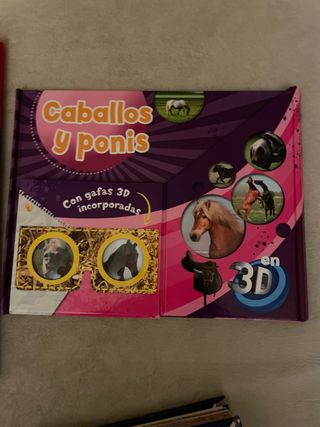 Caballos
y ponis
Con gafas 3D
incorporadas
en
3D